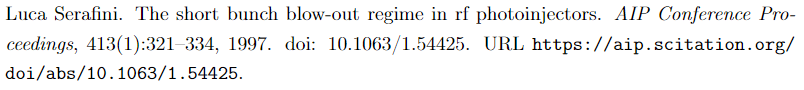 Luca Serafini. The short bunch blow-out regime in rf photoinjectors. AIP Conference Pro-
ceedings, 413(1):321–334, 1997. doi: 10.1063/1.54425. URL https://aip.scitation.org/
doi/abs/10.1063/1.54425.